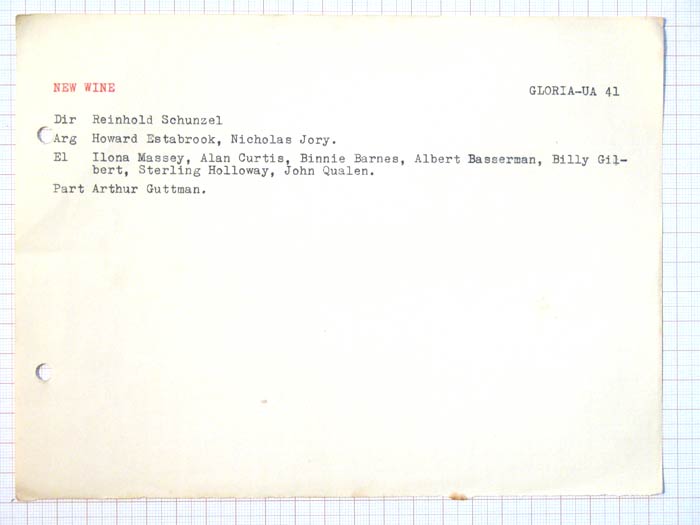 NEW WINE GLORIA-UA 41
Dir Reinhold Schunzel
Arg Howard Estabrook, Nicholas Jory.
El Ilona Massey, Alan Curtis, Binnie Barnes, Albert Basserman, Billy Gil-
bert, Sterling Holloway, John Qualen.
Part Arthur Guttman.